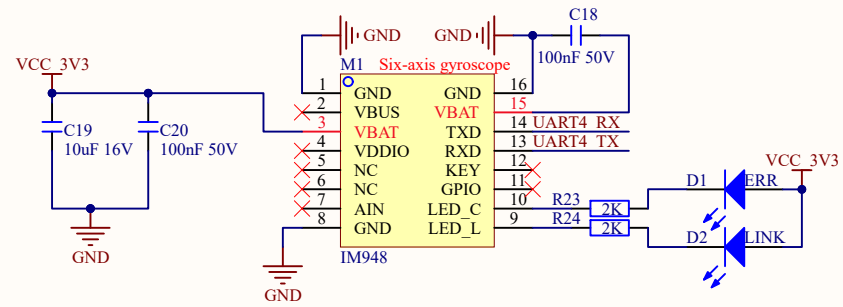 C18
GND GND
100nF 50V
M1 Six-axis gyroscope
VCC_3V3
1 GND GND 16
2 VBUS VBAT 15
3 VBAT TXD 14 UART4_RX
4 VDDIO RXD 13 UART4_TX
5 NC KEY 12
6 NC GPIO 11
7 AIN LED_C 10
8 GND LED_L 9
IM948
C19
10uF 16V
C20
100nF 50V
GND
GND
R23 2K
R24 2K
VCC_3V3
D1 ERR
D2 LINK